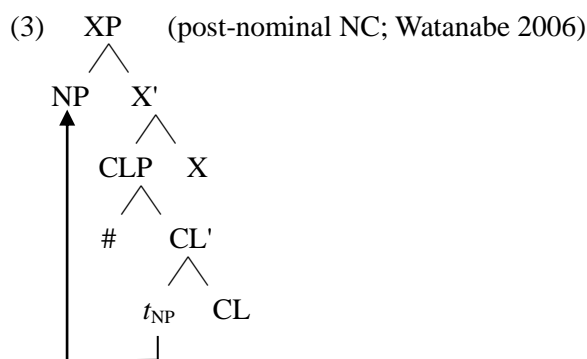 (3) XP (post-nominal NC; Watanabe 2006)
NP X'
CLP X
# CL'
tNP CL